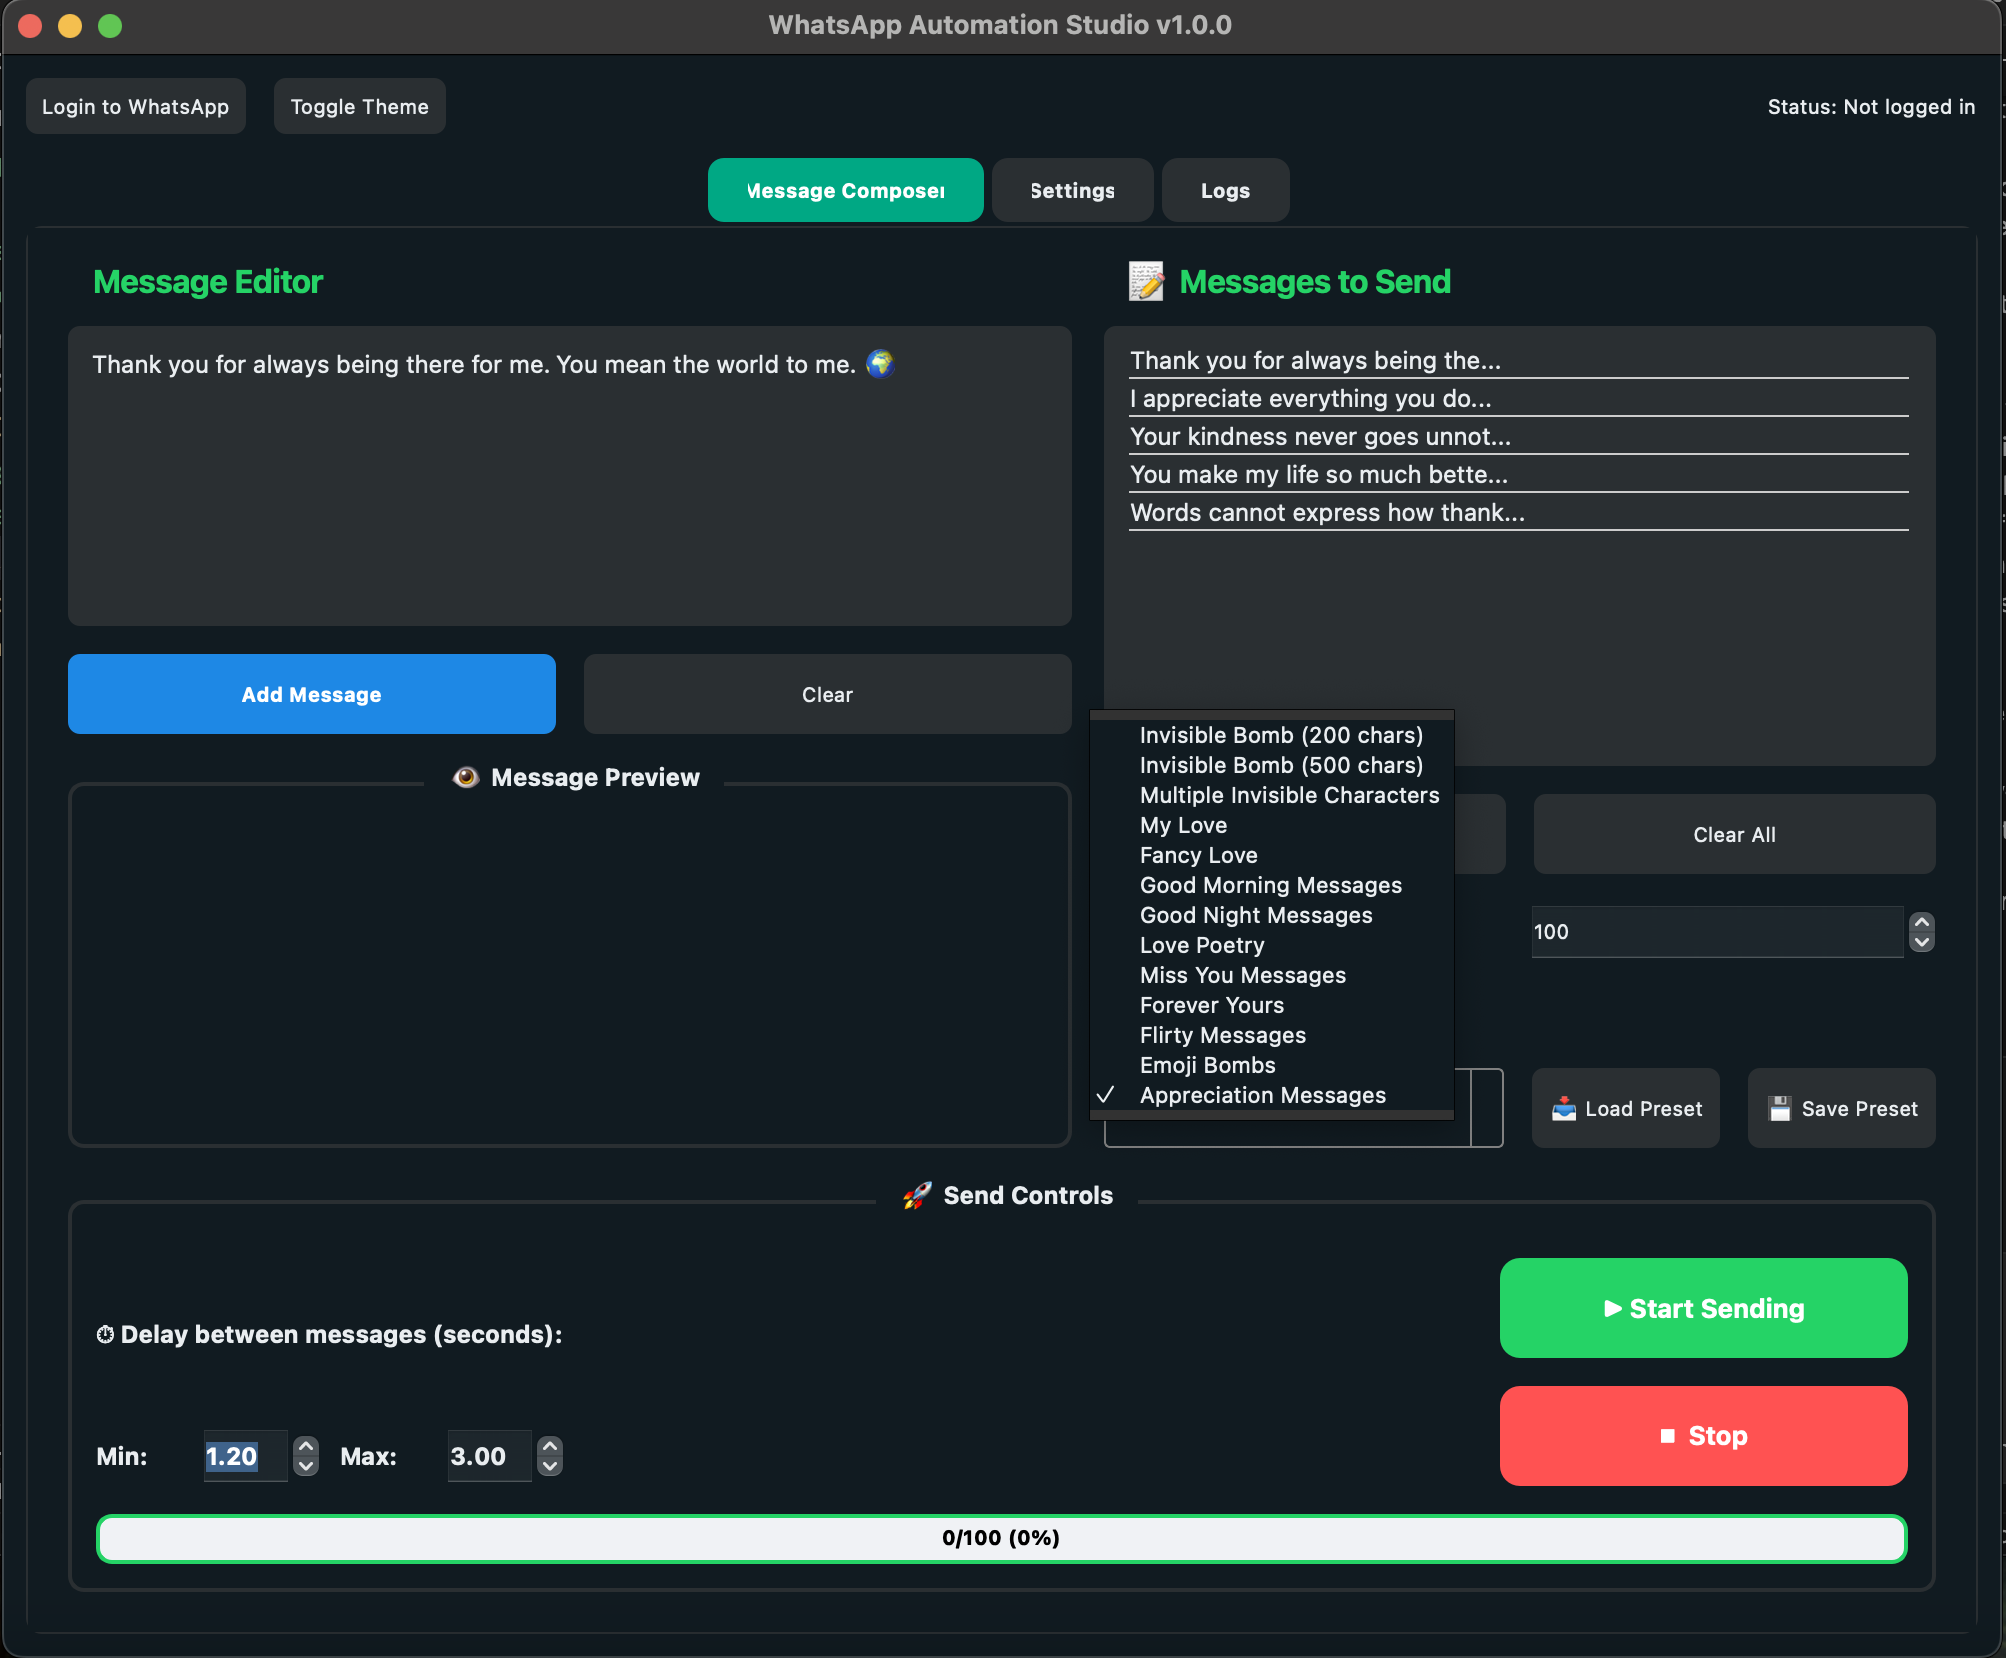 WhatsApp Automation Studio v1.0.0
Login to WhatsApp
Toggle Theme
Status: Not logged in
Message Composer
Settings
Logs
Message Editor
Thank you for always being there for me. You mean the world to me. 🌍
Add Message
Clear
👁 Message Preview
📝 Messages to Send
Thank you for always being the...
I appreciate everything you do...
Your kindness never goes unnot...
You make my life so much bette...
Words cannot express how thank...
Invisible Bomb (200 chars)
Invisible Bomb (500 chars)
Multiple Invisible Characters
My Love
Fancy Love
Good Morning Messages
Good Night Messages
Love Poetry
Miss You Messages
Forever Yours
Flirty Messages
Emoji Bombs
✓ Appreciation Messages
Clear All
100
📥 Load Preset
💾 Save Preset
🚀 Send Controls
⏱ Delay between messages (seconds):
Min: 1.20 Max: 3.00
▶ Start Sending
⏹ Stop
0/100 (0%)